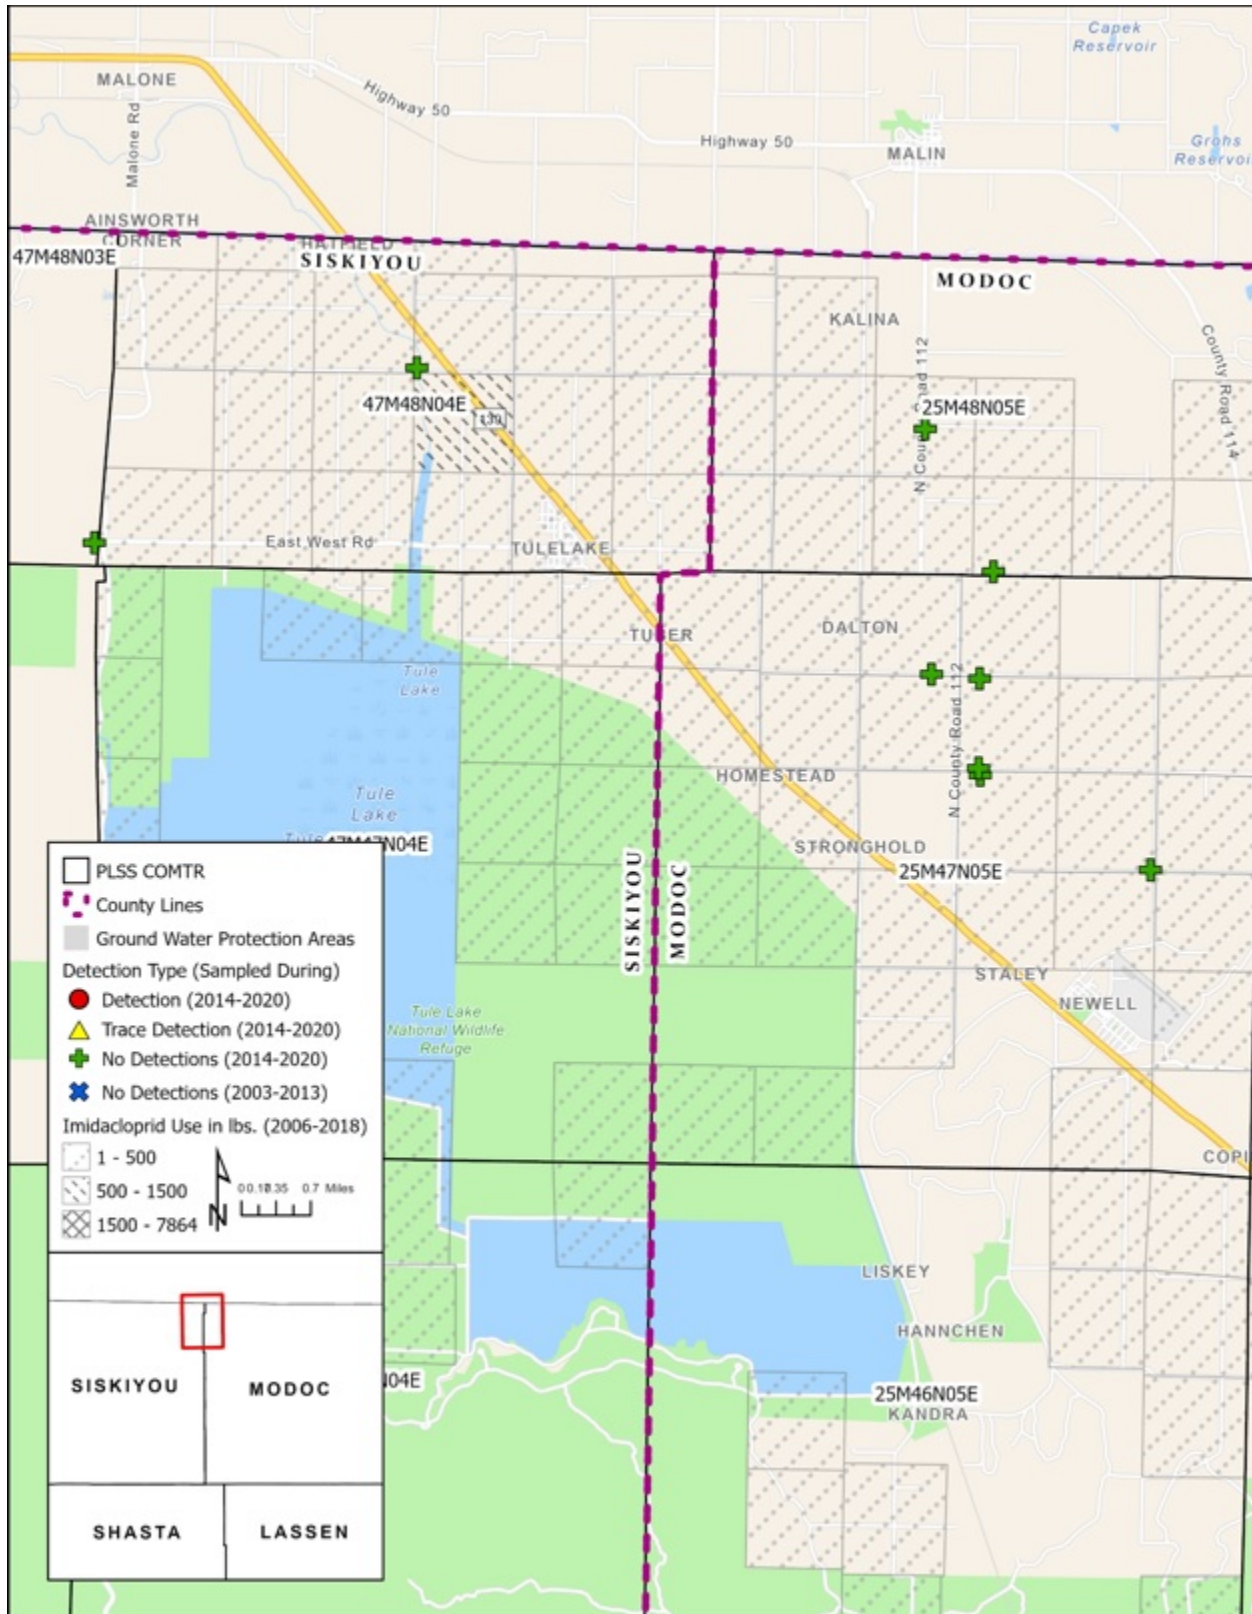 Capek
Reservoir
MALONE
Highway 50
Highway 50
Malone Rd
MALIN
Grohs
AINSWORTH
CORNER
HATFIELD
47M48N03E
SISKIYOU
MODOC
KALINA
County Road 114
47M48N04E
139
25M48N05E
East West Rd
TULELAKE
TUBER
DALTON
Tule
Lake
N County Road 112
HOMESTEAD
Tule
Lake
47M47N04E
STRONGHOLD
25M47N05E
SISKIYOU
MODOC
STALEY
NEWELL
Tule Lake
National Wildlife
Refuge
LISKEY
HANNCHEN
25M46N05E
KANDRA
PLSS COMTR
County Lines
Ground Water Protection Areas
Detection Type (Sampled During)
Detection (2014-2020)
Trace Detection (2014-2020)
No Detections (2014-2020)
No Detections (2003-2013)
Imidacloprid Use in lbs. (2006-2018)
1 - 500
500 - 1500
1500 - 7864
N
0.7 Miles
SISKIYOU
MODOC
SHASTA
LASSEN